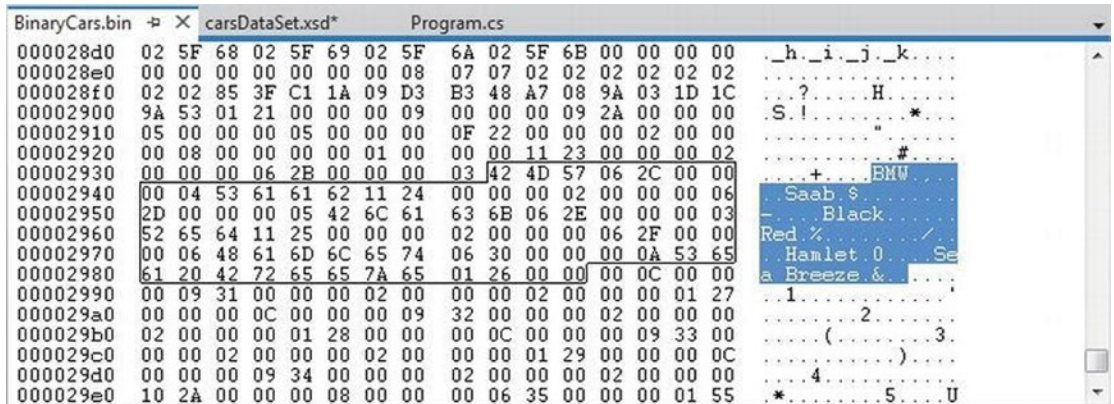 BinaryCars.bin carsDataSet.xsd* Program.cs
000028d0 02 5F 68 02 5F 69 02 5F 6A 02 5F 6B 00 00 00 00 ._h._i._j._k....
000028e0 00 00 00 00 00 00 00 08 07 07 02 02 02 02 02 02 ................
000028f0 02 02 85 3F C1 1A 09 D3 B3 48 A7 08 9A 03 1D 1C ...?.....H......
00002900 9A 53 01 21 00 00 00 09 00 00 00 09 2A 00 00 00 .S.!........*...
00002910 05 00 00 00 05 00 00 00 0F 22 00 00 00 02 00 00 ........."......
00002920 00 08 00 00 00 00 01 00 00 00 11 23 00 00 00 02 ...........#....
00002930 00 00 00 06 2B 00 00 00 03 42 4D 57 06 2C 00 00 ....+....BMW.,..
00002940 00 04 53 61 61 62 11 24 00 00 00 02 00 00 00 06 ..Saab.$........
00002950 2D 00 00 00 05 42 6C 61 63 6B 06 2E 00 00 00 03 -....Black......
00002960 52 65 64 11 25 00 00 00 02 00 00 00 06 2F 00 00 Red.%......../..
00002970 00 06 48 61 6D 6C 65 74 06 30 00 00 00 0A 53 65 ..Hamlet.0....Se
00002980 61 20 42 72 65 65 7A 65 01 26 00 00 00 0C 00 00 a Breeze.&......
00002990 00 09 31 00 00 00 02 00 00 00 02 00 00 00 01 27 ..1............'
000029a0 00 00 00 0C 00 00 00 09 32 00 00 00 02 00 00 00 ........2.......
000029b0 02 00 00 00 01 28 00 00 00 0C 00 00 00 09 33 00 .....(........3.
000029c0 00 00 02 00 00 00 02 00 00 00 01 29 00 00 00 0C ...........)....
000029d0 00 00 00 09 34 00 00 00 02 00 00 00 02 00 00 00 ....4...........
000029e0 10 2A 00 00 00 08 00 00 00 06 35 00 00 00 01 55 .*........5....U